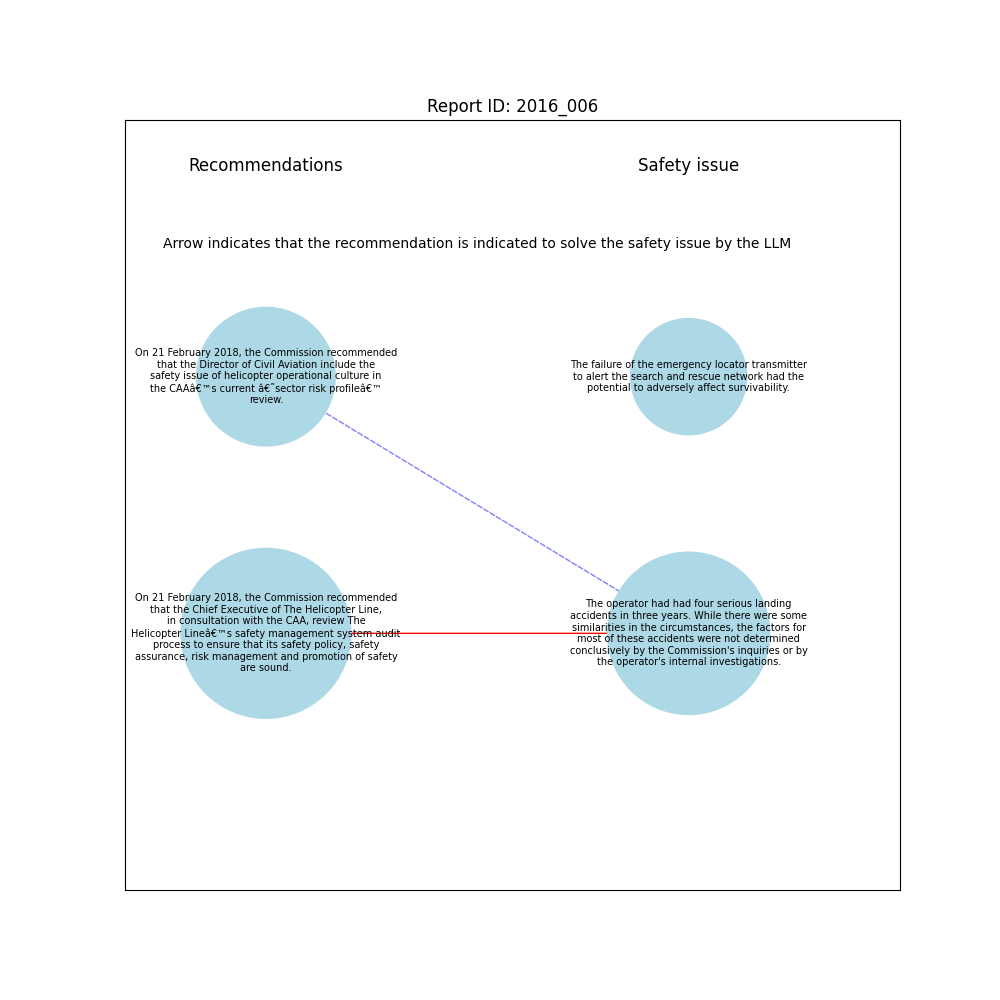 Report ID: 2016_006
Recommendations
Safety issue
Arrow indicates that the recommendation is indicated to solve the safety issue by the LLM
On 21 February 2018, the Commission recommended
that the Director of Civil Aviation include the
safety issue of helicopter operational culture in
the CAAâ€™s current â€˜sector risk profileâ€™
review.
The failure of the emergency locator transmitter
to alert the search and rescue network had the
potential to adversely affect survivability.
On 21 February 2018, the Commission recommended
that the Chief Executive of The Helicopter Line,
in consultation with the CAA, review The
Helicopter Lineâ€™s safety management system audit
process to ensure that its safety policy, safety
assurance, risk management and promotion of safety
are sound.
The operator had had four serious landing
accidents in three years. While there were some
similarities in the circumstances, the factors for
most of these accidents were not determined
conclusively by the Commission's inquiries or by
the operator's internal investigations.